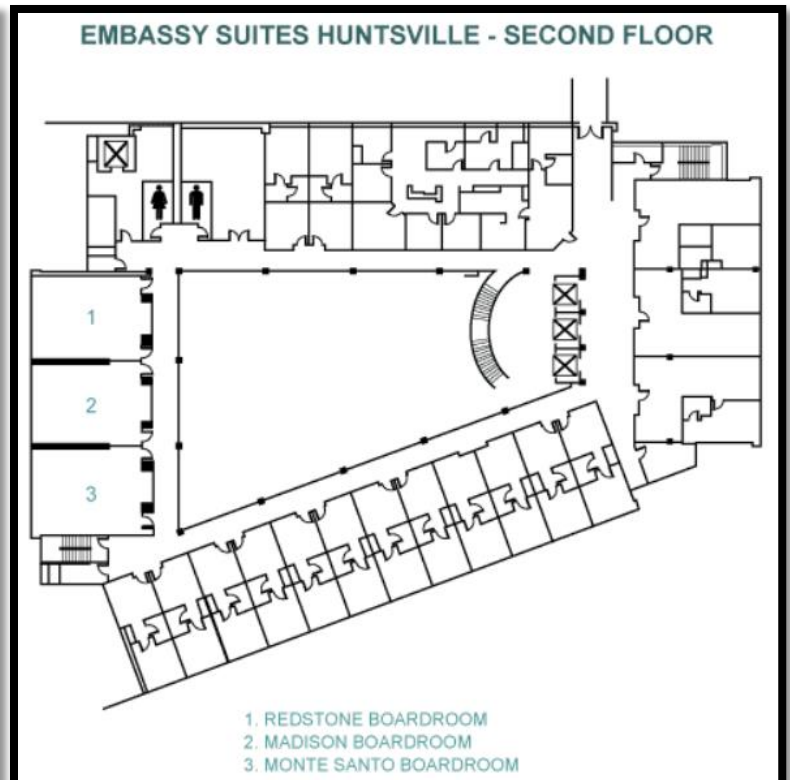 EMBASSY SUITES HUNTSVILLE - SECOND FLOOR
1
2
3
1. REDSTONE BOARDROOM
2. MADISON BOARDROOM
3. MONTE SANTO BOARDROOM